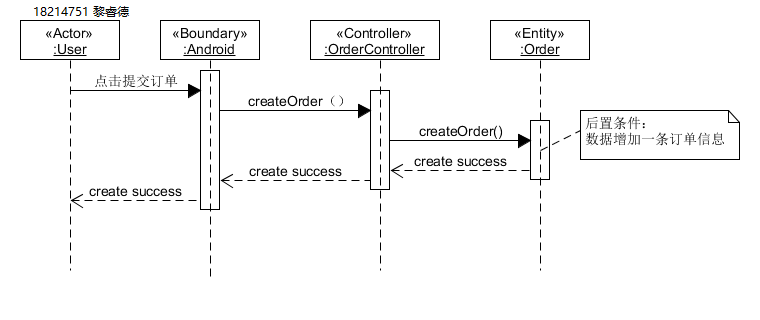 18214751 黎睿德
«Actor»
:User
«Boundary»
:Android
«Controller»
:OrderController
«Entity»
:Order
点击提交订单
createOrder（）
createOrder()
后置条件：
数据增加一条订单信息
create success
create success
create success